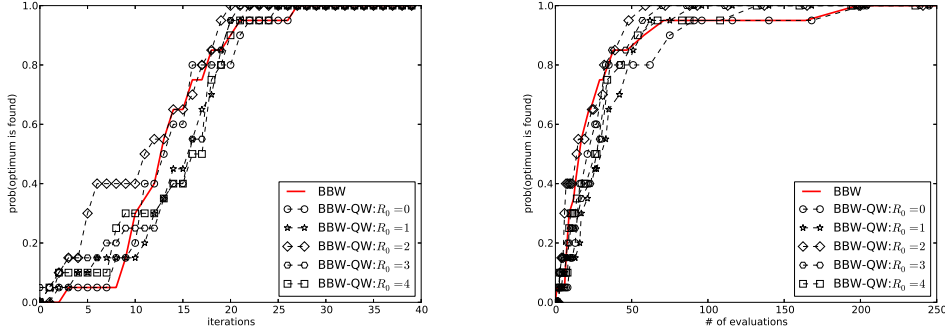 1.0
0.8
0.6
0.4
0.2
0.0
prob(optimum is found)
0 5 10 15 20 25 30 35 40
iterations
BBW
BBW-QW:R₀ =0
BBW-QW:R₀ =1
BBW-QW:R₀ =2
BBW-QW:R₀ =3
BBW-QW:R₀ =4
1.0
0.8
0.6
0.4
0.2
0.0
prob(optimum is found)
0 50 100 150 200 250
# of evaluations
BBW
BBW-QW:R₀ =0
BBW-QW:R₀ =1
BBW-QW:R₀ =2
BBW-QW:R₀ =3
BBW-QW:R₀ =4